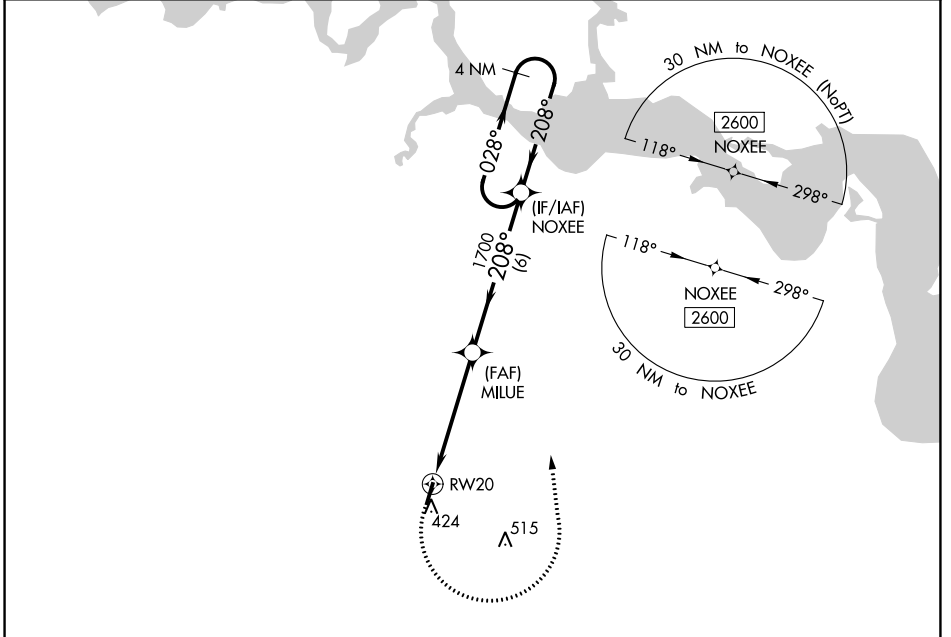 30 NM to NOXEE (NoPT)
4 NM
2600
NOXEE
118°
298°
208°
028°
(IF/IAF)
NOXEE
1700
208°
(6)
118°
298°
NOXEE
2600
30 NM to NOXEE
(FAF)
MILUE
RW20
424
515